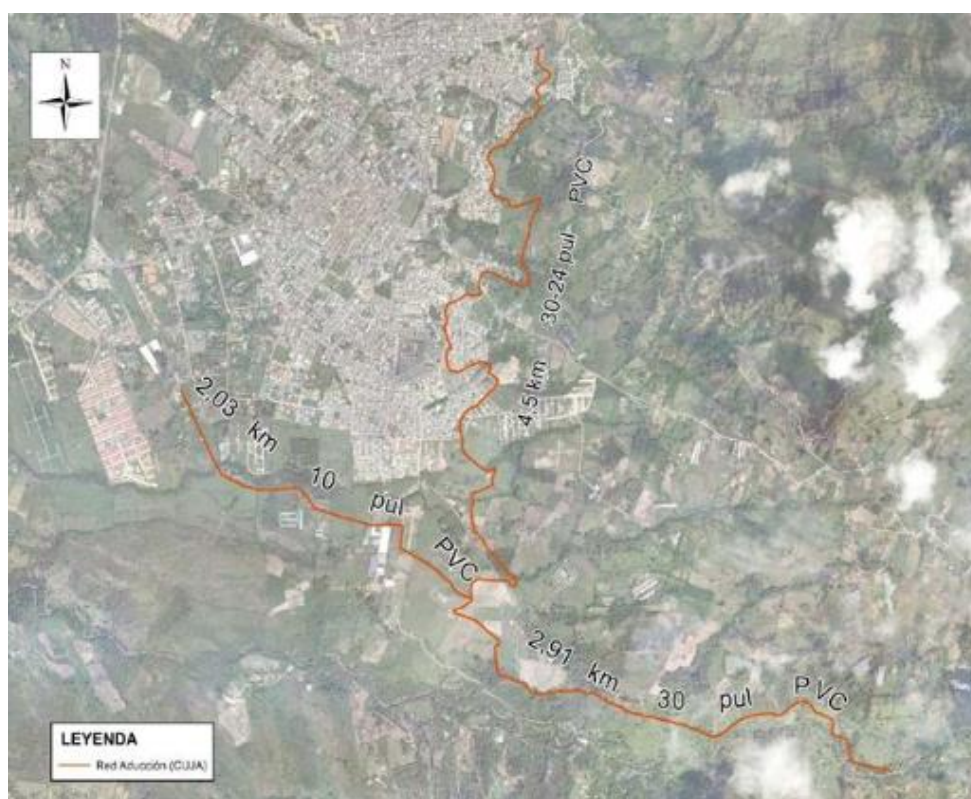 N
4,5 km 30-24 pul PVC
2,03 km 10 pul PVC
2,91 km 30 pul PVC
LEYENDA
Red Aducción (CUJA)